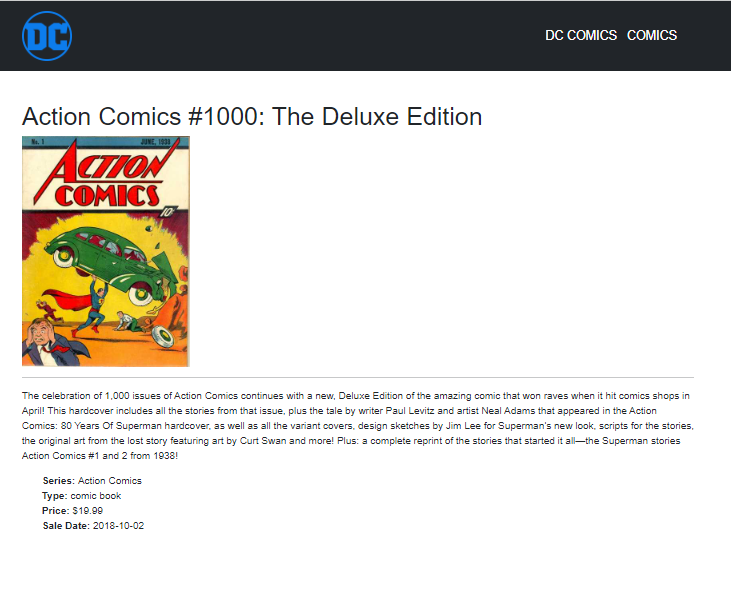 DC
DC COMICS COMICS
Action Comics #1000: The Deluxe Edition
No. 1 JUNE, 1938
ACTION
COMICS
10¢
The celebration of 1,000 issues of Action Comics continues with a new, Deluxe Edition of the amazing comic that won raves when it hit comics shops in
April! This hardcover includes all the stories from that issue, plus the tale by writer Paul Levitz and artist Neal Adams that appeared in the Action
Comics: 80 Years Of Superman hardcover, as well as all the variant covers, design sketches by Jim Lee for Superman's new look, scripts for the stories,
the original art from the lost story featuring art by Curt Swan and more! Plus: a complete reprint of the stories that started it all—the Superman stories
Action Comics #1 and 2 from 1938!
Series: Action Comics
Type: comic book
Price: $19.99
Sale Date: 2018-10-02